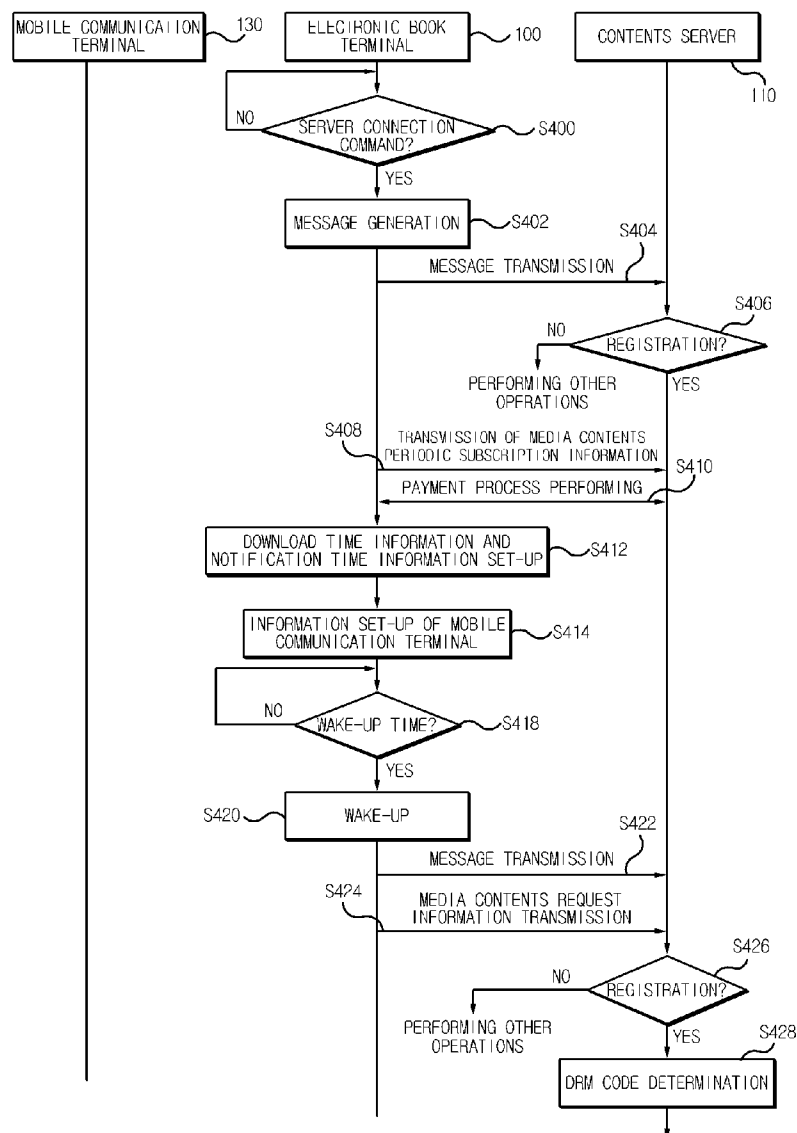 MOBILE COMMUNICATION
TERMINAL
130
ELECTRONIC BOOK
TERMINAL
100
CONTENTS SERVER
110
NO
SERVER CONNECTION
COMMAND?
S400
YES
MESSAGE GENERATION
S402
S404
MESSAGE TRANSMISSION
S406
NO
REGISTRATION?
PERFORMING OTHER
OPFRATIONS
YES
S408
TRANSMISSION OF MEDIA CONTENTS
PERIODIC SUBSCRIPTION INFORMATION
S410
PAYMENT PROCESS PERFORMING
DOWNLOAD TIME INFORMATION AND
NOTIFICATION TIME INFORMATION SET-UP
S412
INFORMATION SET-UP OF MOBILE
COMMUNICATION TERMINAL
S414
NO
WAKE-UP TIME?
S418
YES
S420
WAKE-UP
S422
MESSAGE TRANSMISSION
S424
MEDIA CONTENTS REQUEST
INFORMATION TRANSMISSION
S426
NO
REGISTRATION?
PERFORMING OTHER
OPERATIONS
YES
S428
DRM CODE DETERMINATION